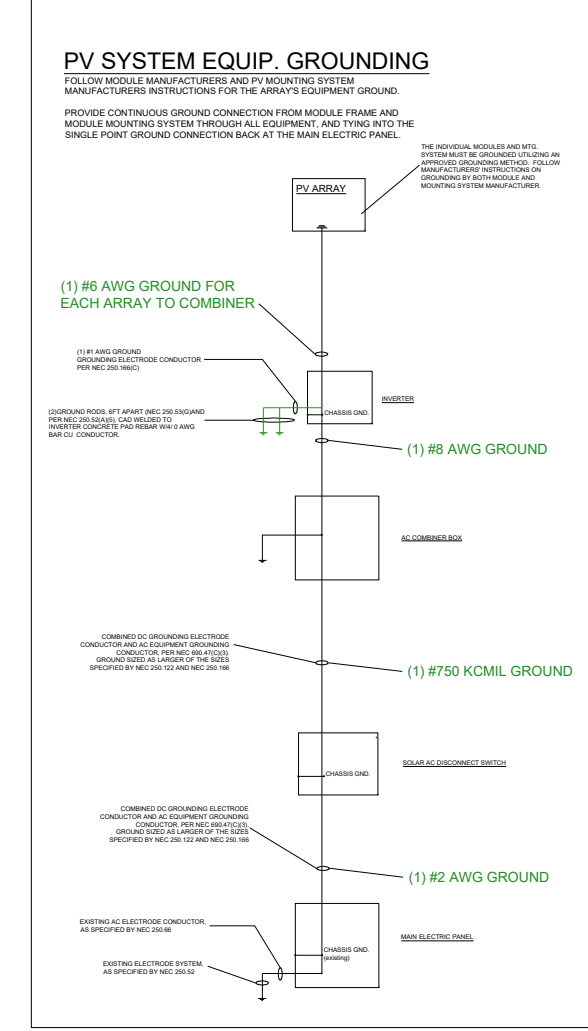 PV SYSTEM EQUIP. GROUNDING
FOLLOW MODULE MANUFACTURERS AND PV MOUNTING SYSTEM
MANUFACTURERS INSTRUCTIONS FOR THE ARRAY'S EQUIPMENT GROUND.
PROVIDE CONTINUOUS GROUND CONNECTION FROM MODULE FRAME AND
MODULE MOUNTING SYSTEM THROUGH ALL EQUIPMENT, AND TYING INTO THE
SINGLE POINT GROUND CONNECTION BACK AT THE MAIN ELECTRIC PANEL.
THE INDIVIDUAL MODULES AND MTG.
SYSTEM MUST BE GROUNDED UTILIZING AN
APPROVED GROUNDING METHOD. FOLLOW
MANUFACTURERS' INSTRUCTIONS ON
GROUNDING BY BOTH MODULE AND
MOUNTING SYSTEM MANUFACTURER.
PV ARRAY
(1) #6 AWG GROUND FOR
EACH ARRAY TO COMBINER
(1) #1 AWG GROUND
GROUNDING ELECTRODE CONDUCTOR
PER NEC 250.166(C)
INVERTER
CHASSIS GND.
(2)GROUND RODS, 6FT APART (NEC 250.53(G)AND
PER NEC 250.52(A)(5). CAD WELDED TO
INVERTER CONCRETE PAD REBAR W/4/ 0 AWG
BAR CU CONDUCTOR.
(1) #8 AWG GROUND
AC COMBINER BOX
COMBINED DC GROUNDING ELECTRODE
CONDUCTOR AND AC EQUIPMENT GROUNDING
CONDUCTOR, PER NEC 690.47(C)(3).
GROUND SIZED AS LARGER OF THE SIZES
SPECIFIED BY NEC 250.122 AND NEC 250.166
(1) #750 KCMIL GROUND
SOLAR AC DISCONNECT SWITCH
CHASSIS GND.
COMBINED DC GROUNDING ELECTRODE
CONDUCTOR AND AC EQUIPMENT GROUNDING
CONDUCTOR, PER NEC 690.47(C)(3).
GROUND SIZED AS LARGER OF THE SIZES
SPECIFIED BY NEC 250.122 AND NEC 250.166
(1) #2 AWG GROUND
EXISTING AC ELECTRODE CONDUCTOR,
AS SPECIFIED BY NEC 250.66
MAIN ELECTRIC PANEL
CHASSIS GND.
(existing)
EXISTING ELECTRODE SYSTEM,
AS SPECIFIED BY NEC 250.52